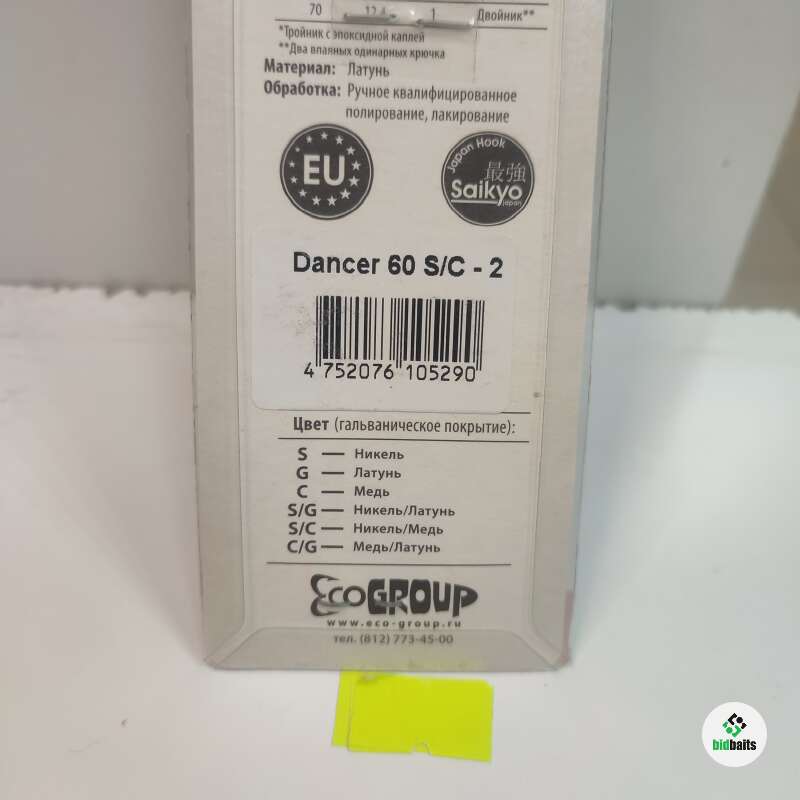 70 12.4 1 Двойник**
*Тройник с эпоксидной каплей
**Два впаяных одинарных крючка
Материал: Латунь
Обработка: Ручное квалифицированное
полирование, лакирование
EU
Japan Hook
最強
Saikyo
Japan
Dancer 60 S/C - 2
4 752076 105290
Цвет (гальваническое покрытие):
S — Никель
G — Латунь
C — Медь
S/G — Никель/Латунь
S/C — Никель/Медь
C/G — Медь/Латунь
EcoGROUP
www.eco-group.ru
тел. (812) 773-45-00
bidbaits